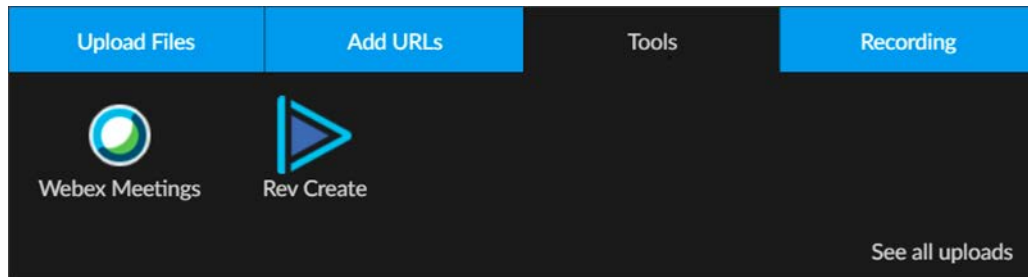 Upload Files
Add URLs
Tools
Recording
Webex Meetings
Rev Create
See all uploads